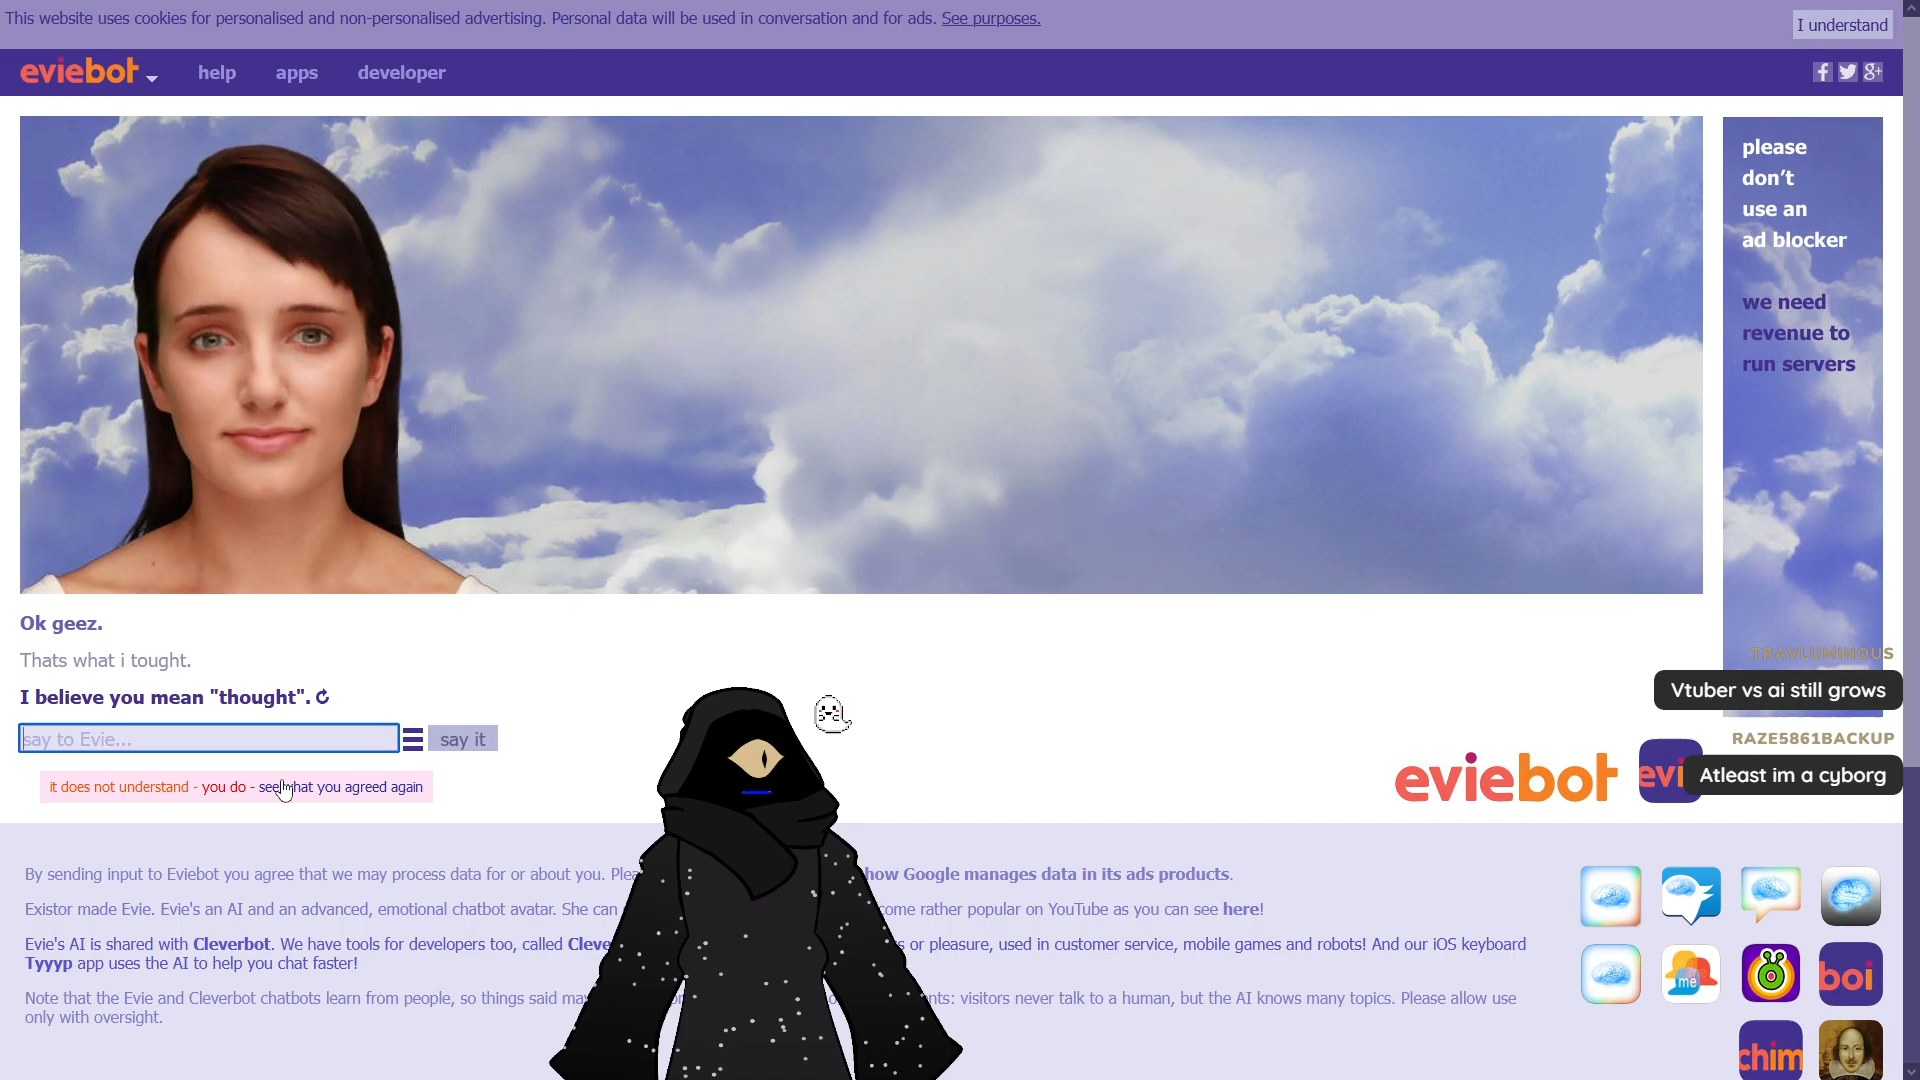 This website uses cookies for personalised and non-personalised advertising. Personal data will be used in conversation and for ads. See purposes.
I understand
eviebot
help
apps
developer
please
don't
use an
ad blocker
we need
revenue to
run servers
Ok geez.
Thats what i tought.
I believe you mean "thought".
say to Evie...
say it
it does not understand - you do - see what you agreed again
TRAVLUMINOUS
Vtuber vs ai still grows
RAZE5861BACKUP
Atleast im a cyborg
eviebot
evi
By sending input to Eviebot you agree that we may process data for or about you. Plea how Google manages data in its ads products.
Existor made Evie. Evie's an AI and an advanced, emotional chatbot avatar. She can come rather popular on YouTube as you can see here!
Evie's AI is shared with Cleverbot. We have tools for developers too, called Cleve s or pleasure, used in customer service, mobile games and robots! And our iOS keyboard
Tyyyp app uses the AI to help you chat faster!
Note that the Evie and Cleverbot chatbots learn from people, so things said ma nts: visitors never talk to a human, but the AI knows many topics. Please allow use
only with oversight.
me
boi
chim